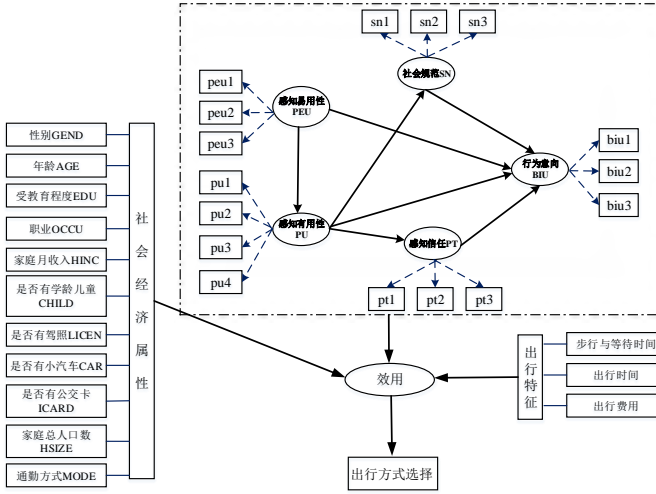 sn1
sn2
sn3
社会规范SN
peu1
peu2
peu3
感知易用性
PEU
pu1
pu2
pu3
pu4
感知有用性
PU
感知信任PT
pt1
pt2
pt3
行为意向
BIU
biu1
biu2
biu3
性别GEND
年龄AGE
受教育程度EDU
职业OCCU
家庭月收入HINC
是否有学龄儿童
CHILD
是否有驾照LICEN
是否有小汽车CAR
是否有公交卡
ICARD
家庭总人口数
HSIZE
通勤方式MODE
社会经济属性
效用
出行方式选择
出行特征
步行与等待时间
出行时间
出行费用